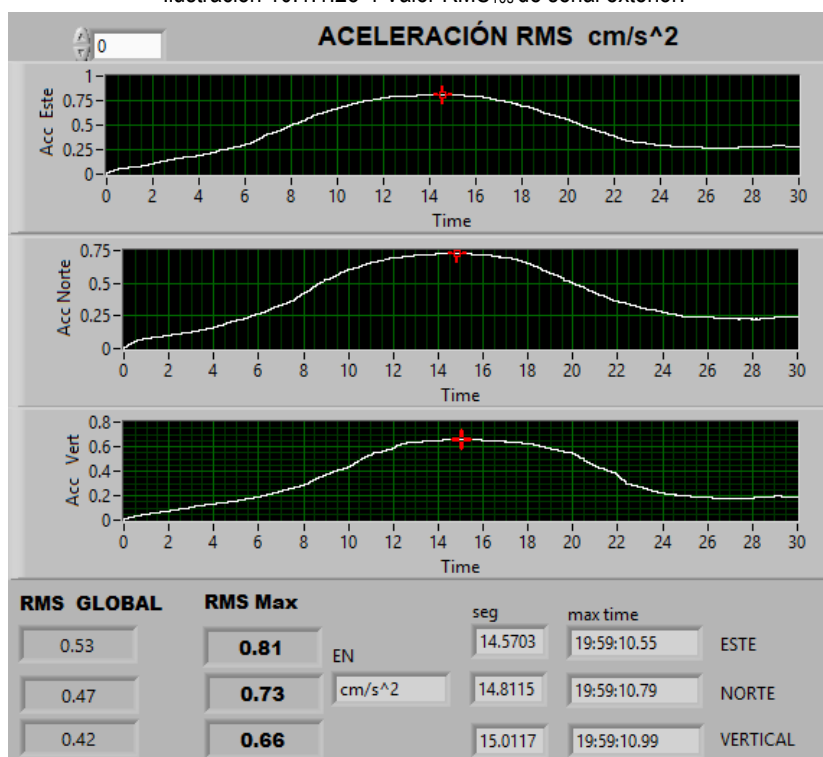 ACELERACIÓN RMS cm/s^2
0
Acc Este
1
0.75
0.5
0.25
0
0 2 4 6 8 10 12 14 16 18 20 22 24 26 28 30
Time
Acc Norte
0.75
0.5
0.25
0
0 2 4 6 8 10 12 14 16 18 20 22 24 26 28 30
Time
Acc Vert
0.8
0.6
0.4
0.2
0
0 2 4 6 8 10 12 14 16 18 20 22 24 26 28 30
Time
RMS GLOBAL RMS Max seg max time
0.53 0.81 14.5703 19:59:10.55 ESTE
EN
0.47 0.73 cm/s^2 14.8115 19:59:10.79 NORTE
0.42 0.66 15.0117 19:59:10.99 VERTICAL